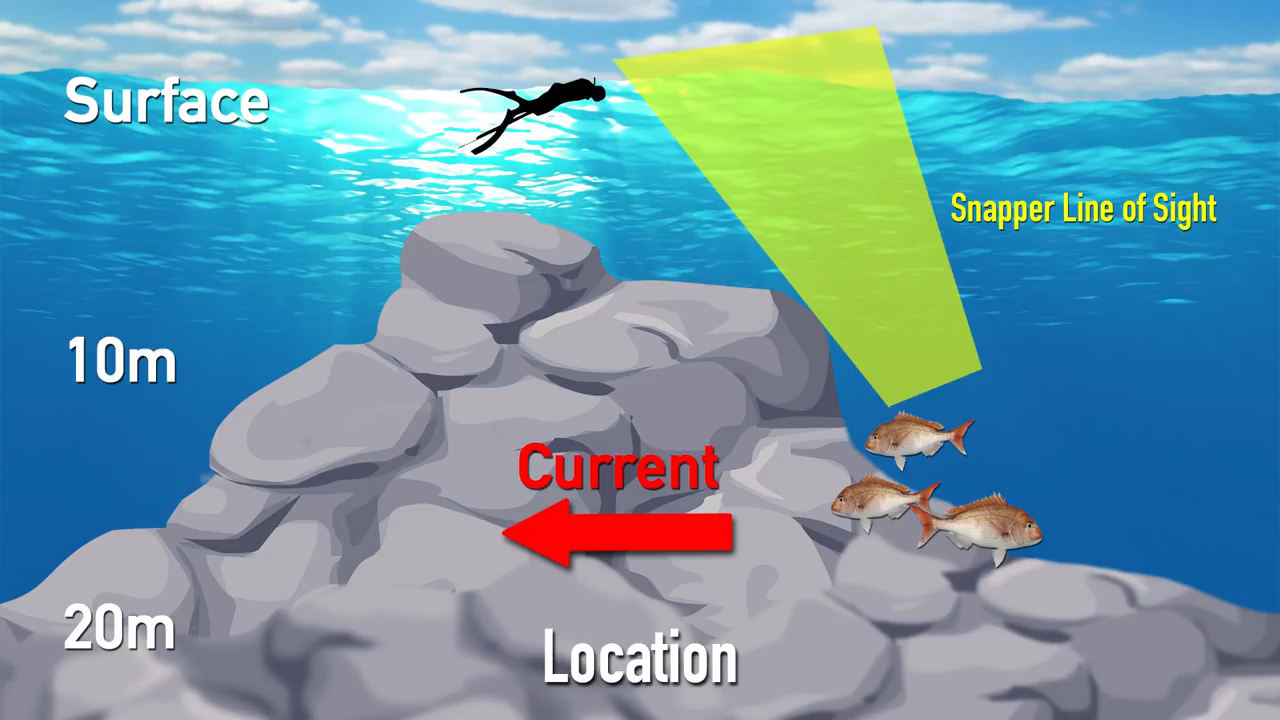 Surface
Snapper Line of Sight
10m
Current
20m
Location